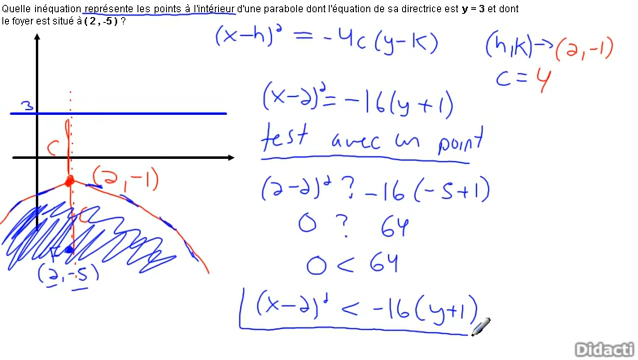 Quelle inéquation représente les points à l'intérieur d'une parabole dont l'équation de sa directrice est y = 3 et dont
le foyer est situé à ( 2 , -5 ) ?
(x-h)² = -4c(y-k)
(h,k)→(2,-1)
c = 4
3
(x-2)² = -16(y+1)
test avec un point
c
(2,-1)
(2-2)² ? -16(-5+1)
c
0 ? 64
F
(2,-5)
0 < 64
(x-2)² < -16(y+1)
Didacti